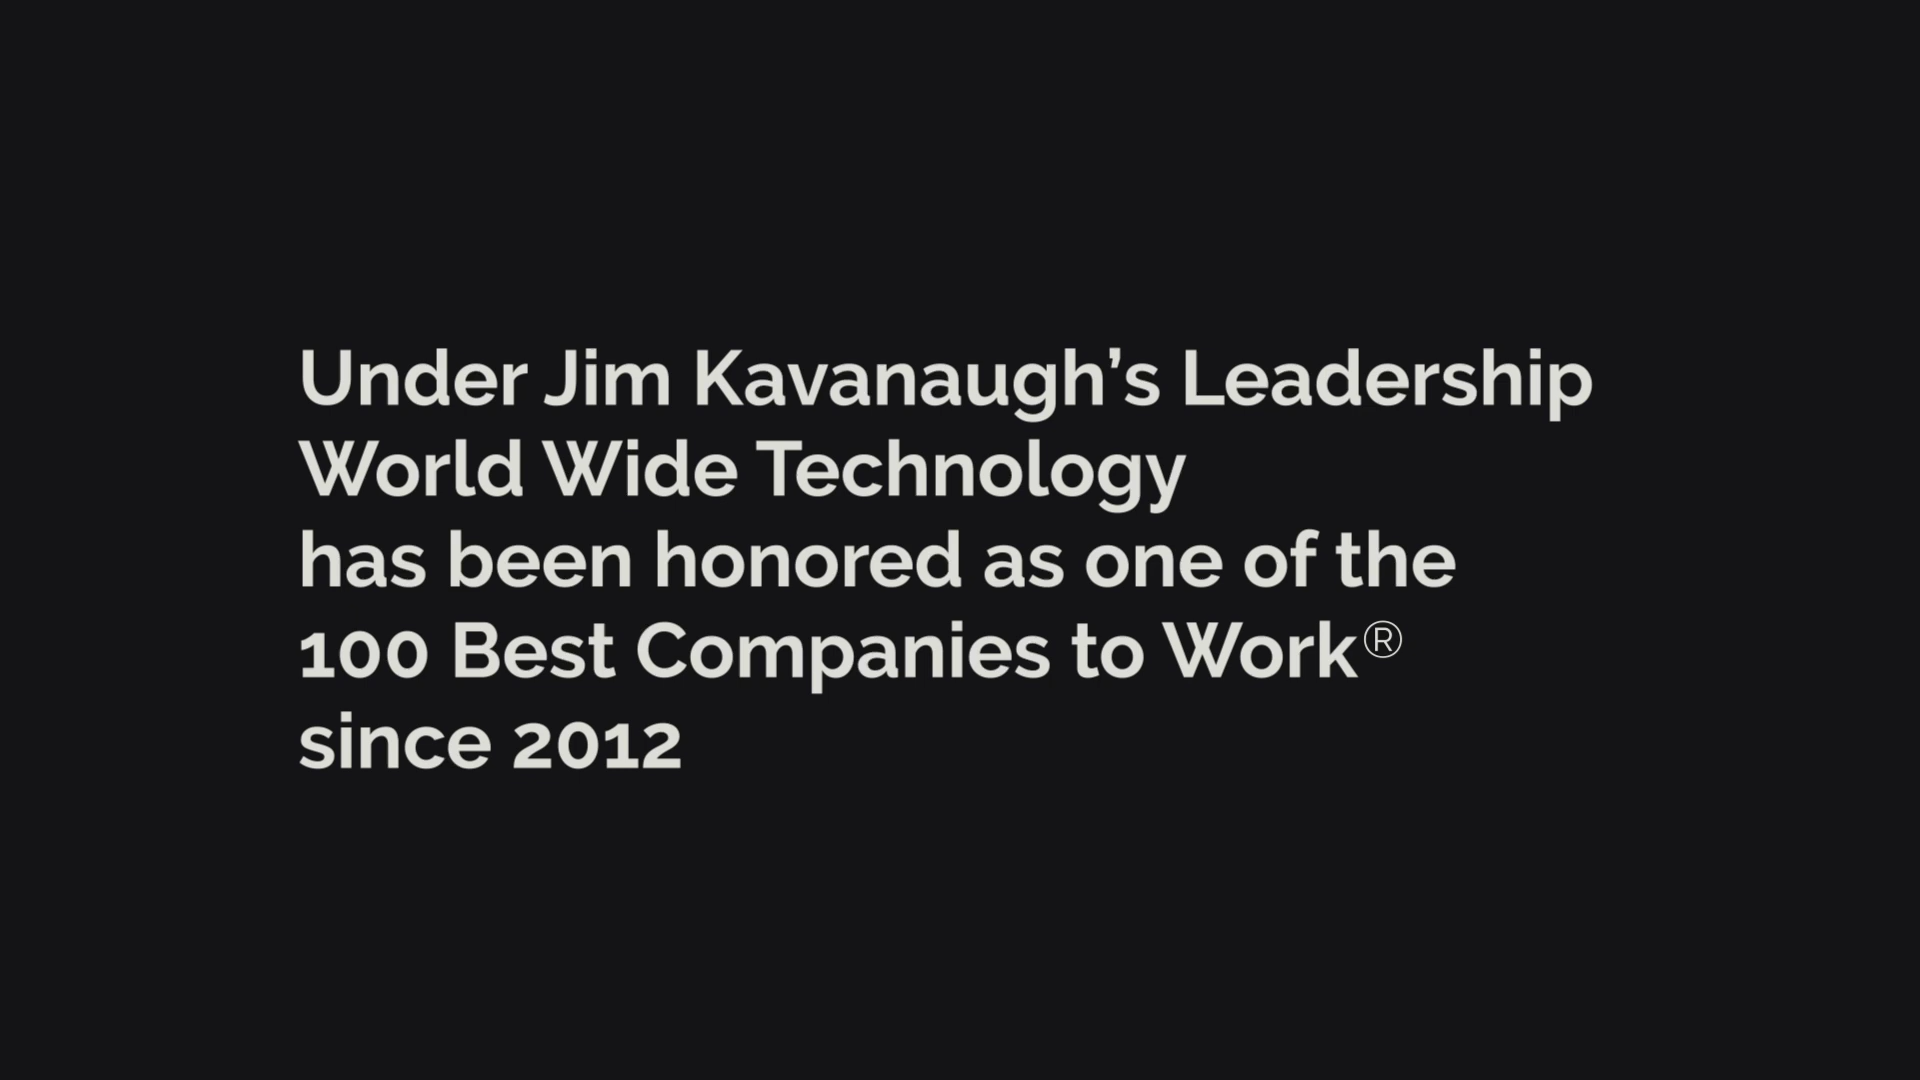 Under Jim Kavanaugh’s Leadership
World Wide Technology
has been honored as one of the
100 Best Companies to Work®
since 2012